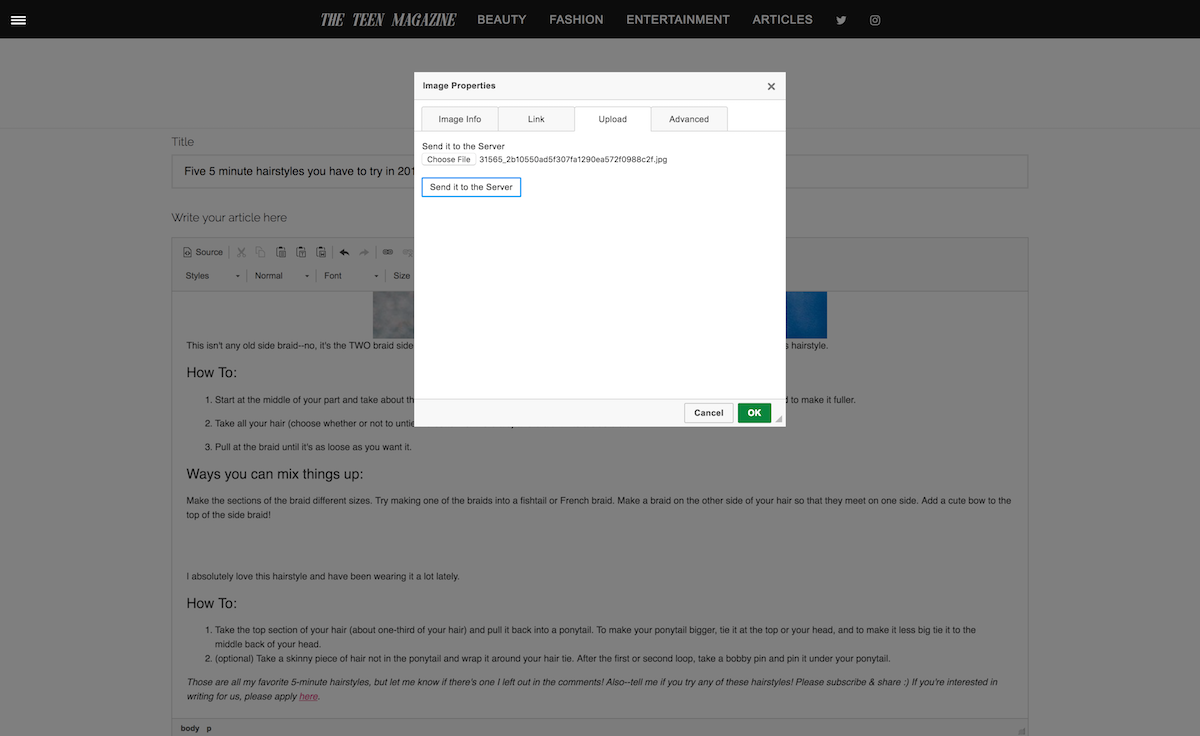 THE TEEN MAGAZINE BEAUTY FASHION ENTERTAINMENT ARTICLES
Image Properties
Image Info Link Upload Advanced
Title
Send it to the Server
Choose File 31565_2b10550ad5f307fa1290ea572f0988c2f.jpg
Five 5 minute hairstyles you have to try in 201
Send it to the Server
Write your article here
Source
Styles Normal Font Size
This isn't any old side braid--no, it's the TWO braid side hairstyle.
How To:
1. Start at the middle of your part and take about th to make it fuller.
Cancel OK
2. Take all your hair (choose whether or not to untie
3. Pull at the braid until it's as loose as you want it.
Ways you can mix things up:
Make the sections of the braid different sizes. Try making one of the braids into a fishtail or French braid. Make a braid on the other side of your hair so that they meet on one side. Add a cute bow to the
top of the side braid!
I absolutely love this hairstyle and have been wearing it a lot lately.
How To:
1. Take the top section of your hair (about one-third of your hair) and pull it back into a ponytail. To make your ponytail bigger, tie it at the top or your head, and to make it less big tie it to the
middle back of your head.
2. (optional) Take a skinny piece of hair not in the ponytail and wrap it around your hair tie. After the first or second loop, take a bobby pin and pin it under your ponytail.
Those are all my favorite 5-minute hairstyles, but let me know if there's one I left out in the comments! Also--tell me if you try any of these hairstyles! Please subscribe & share :) If you're interested in
writing for us, please apply here.
body p